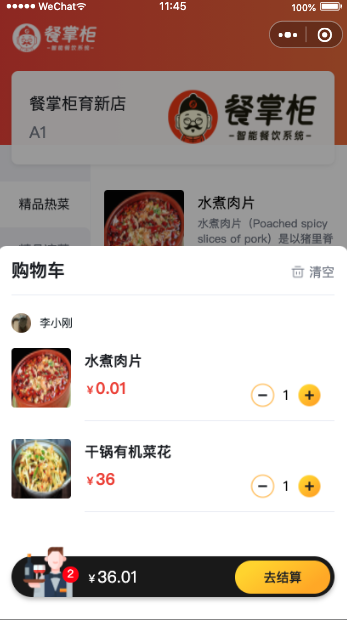 WeChat
11:45
100%
餐掌柜
智能餐饮系统
餐掌柜育新店
A1
餐掌柜
智能餐饮系统
精品热菜
水煮肉片
水煮肉片（Poached spicy
slices of pork）是以猪里脊
购物车
清空
李小刚
水煮肉片
¥0.01
1
干锅有机菜花
¥36
1
2
¥36.01
去结算